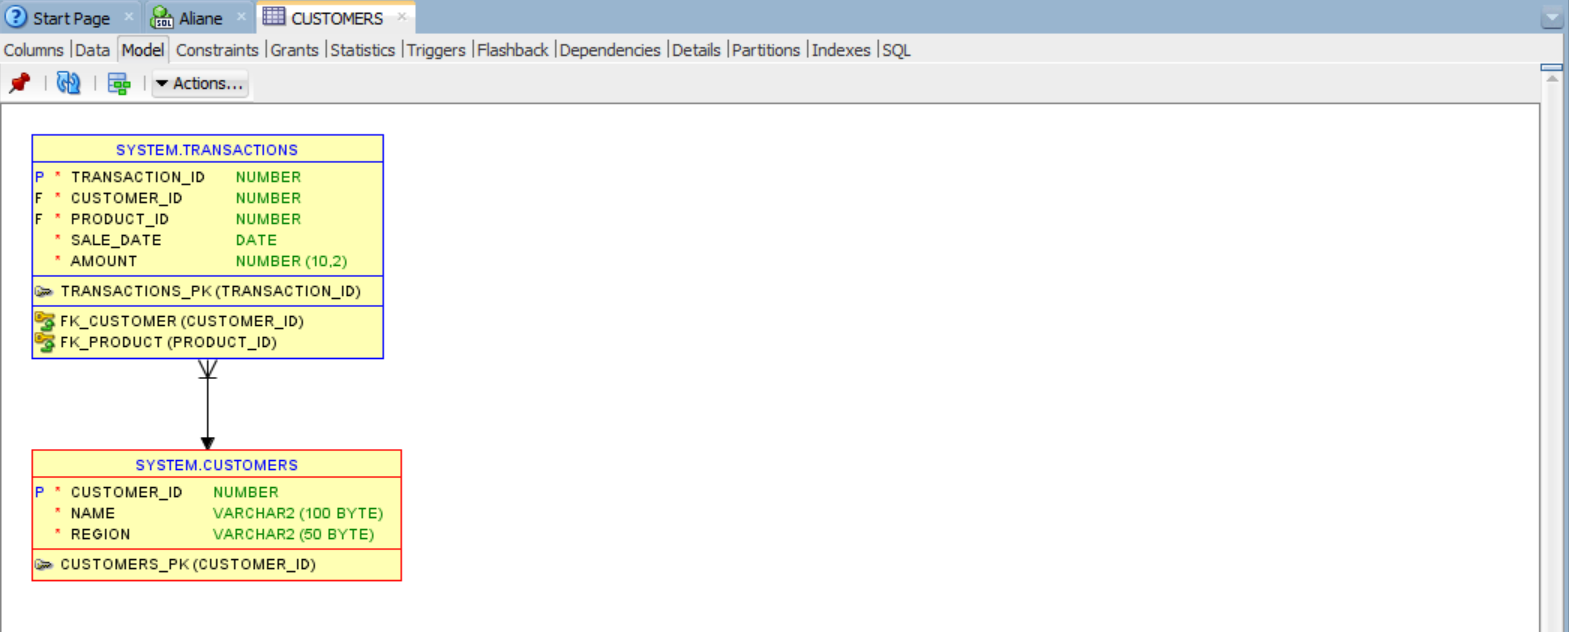 Start Page
Aliane
CUSTOMERS
Columns | Data | Model | Constraints | Grants | Statistics | Triggers | Flashback | Dependencies | Details | Partitions | Indexes | SQL
Actions...
SYSTEM.TRANSACTIONS
P * TRANSACTION_ID NUMBER
F * CUSTOMER_ID NUMBER
F * PRODUCT_ID NUMBER
* SALE_DATE DATE
* AMOUNT NUMBER (10,2)
TRANSACTIONS_PK (TRANSACTION_ID)
FK_CUSTOMER (CUSTOMER_ID)
FK_PRODUCT (PRODUCT_ID)
SYSTEM.CUSTOMERS
P * CUSTOMER_ID NUMBER
* NAME VARCHAR2 (100 BYTE)
* REGION VARCHAR2 (50 BYTE)
CUSTOMERS_PK (CUSTOMER_ID)